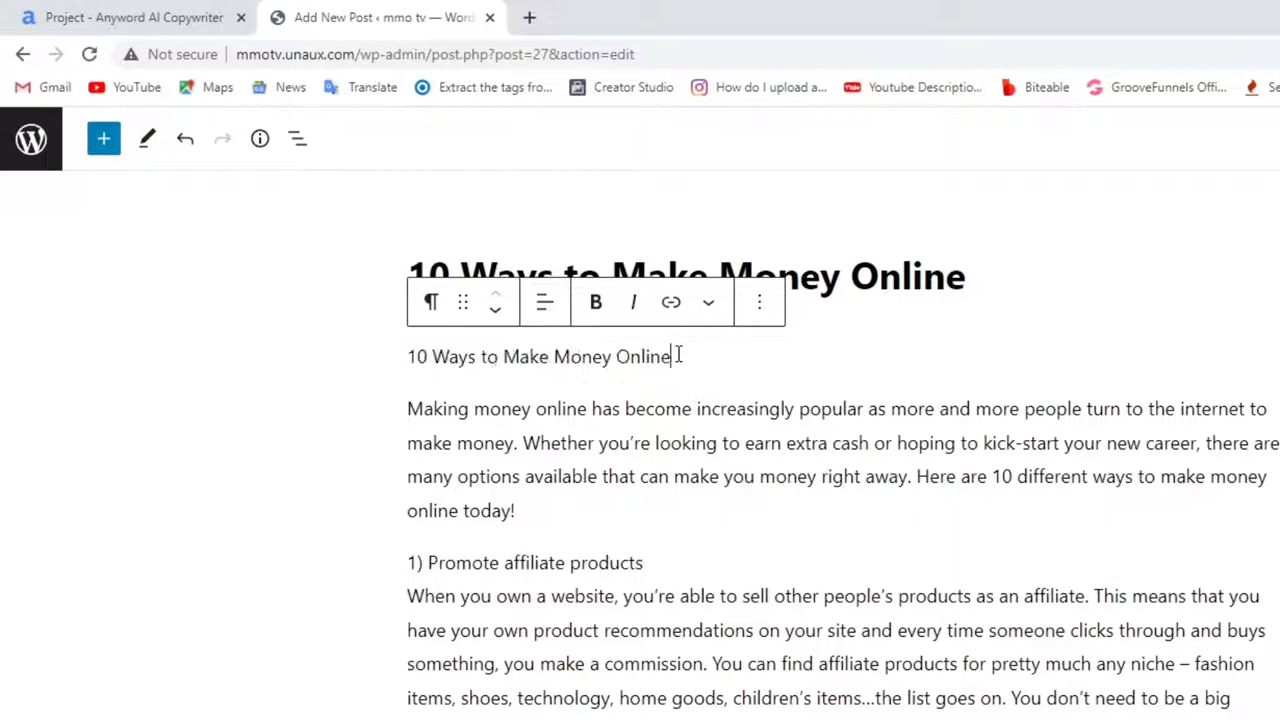 a Project - Anyword AI Copywriter
Add New Post ‹ mmo tv — Word
Not secure mmotv.unaux.com/wp-admin/post.php?post=27&action=edit
Gmail YouTube Maps News Translate Extract the tags fro... Creator Studio How do I upload a... Youtube Descriptio... Biteable GrooveFunnels Offi... Se
10 Ways to Make Money Online
B I
10 Ways to Make Money Online
Making money online has become increasingly popular as more and more people turn to the internet to
make money. Whether you’re looking to earn extra cash or hoping to kick-start your new career, there are
many options available that can make you money right away. Here are 10 different ways to make money
online today!
1) Promote affiliate products
When you own a website, you’re able to sell other people’s products as an affiliate. This means that you
have your own product recommendations on your site and every time someone clicks through and buys
something, you make a commission. You can find affiliate products for pretty much any niche – fashion
items, shoes, technology, home goods, children’s items…the list goes on. You don’t need to be a big